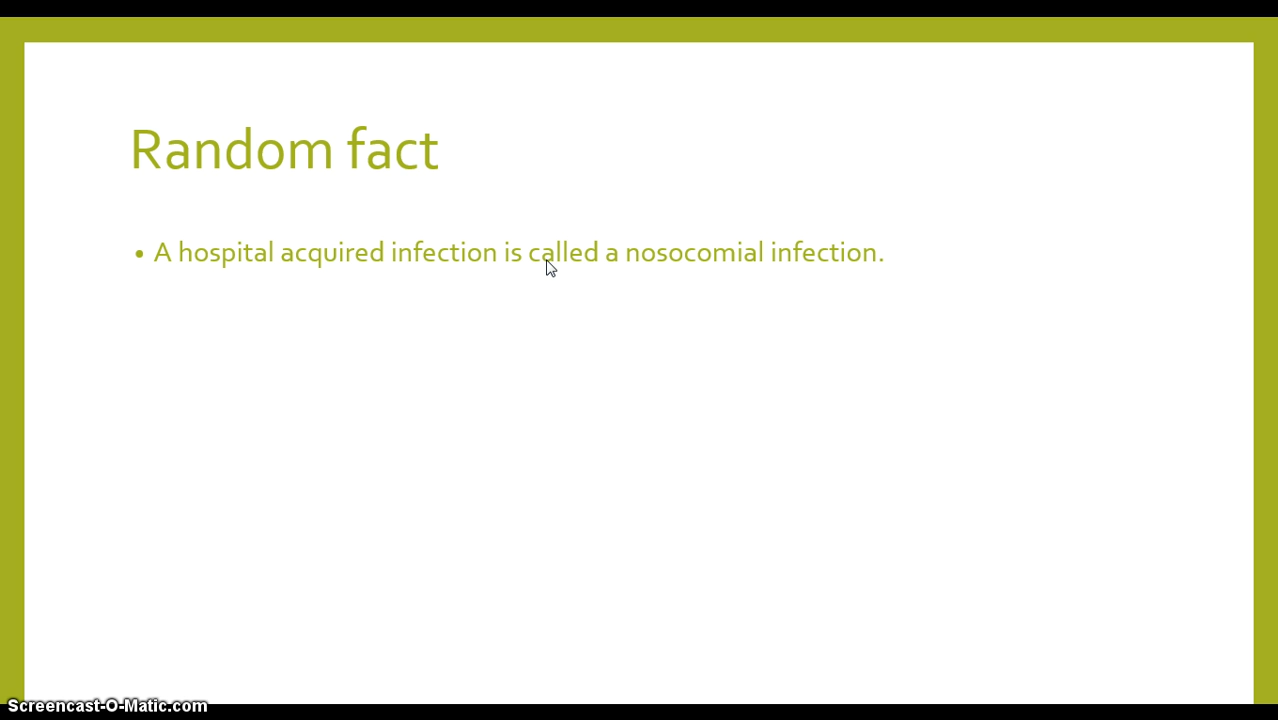 Random fact
• A hospital acquired infection is called a nosocomial infection.
Screencast-O-Matic.com